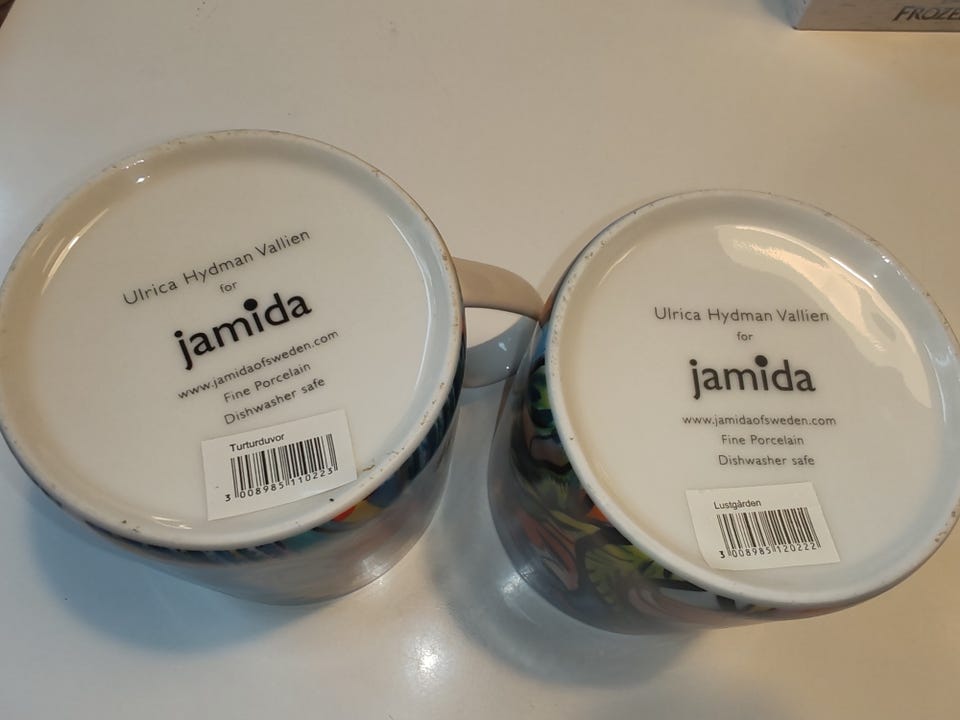 FROZE
Ulrica Hydman Vallien
for
jamida
www.jamidaofsweden.com
Fine Porcelain
Dishwasher safe
Turturduvor
3 008985 110223
Ulrica Hydman Vallien
for
jamida
www.jamidaofsweden.com
Fine Porcelain
Dishwasher safe
Lustgården
3 008985 120222